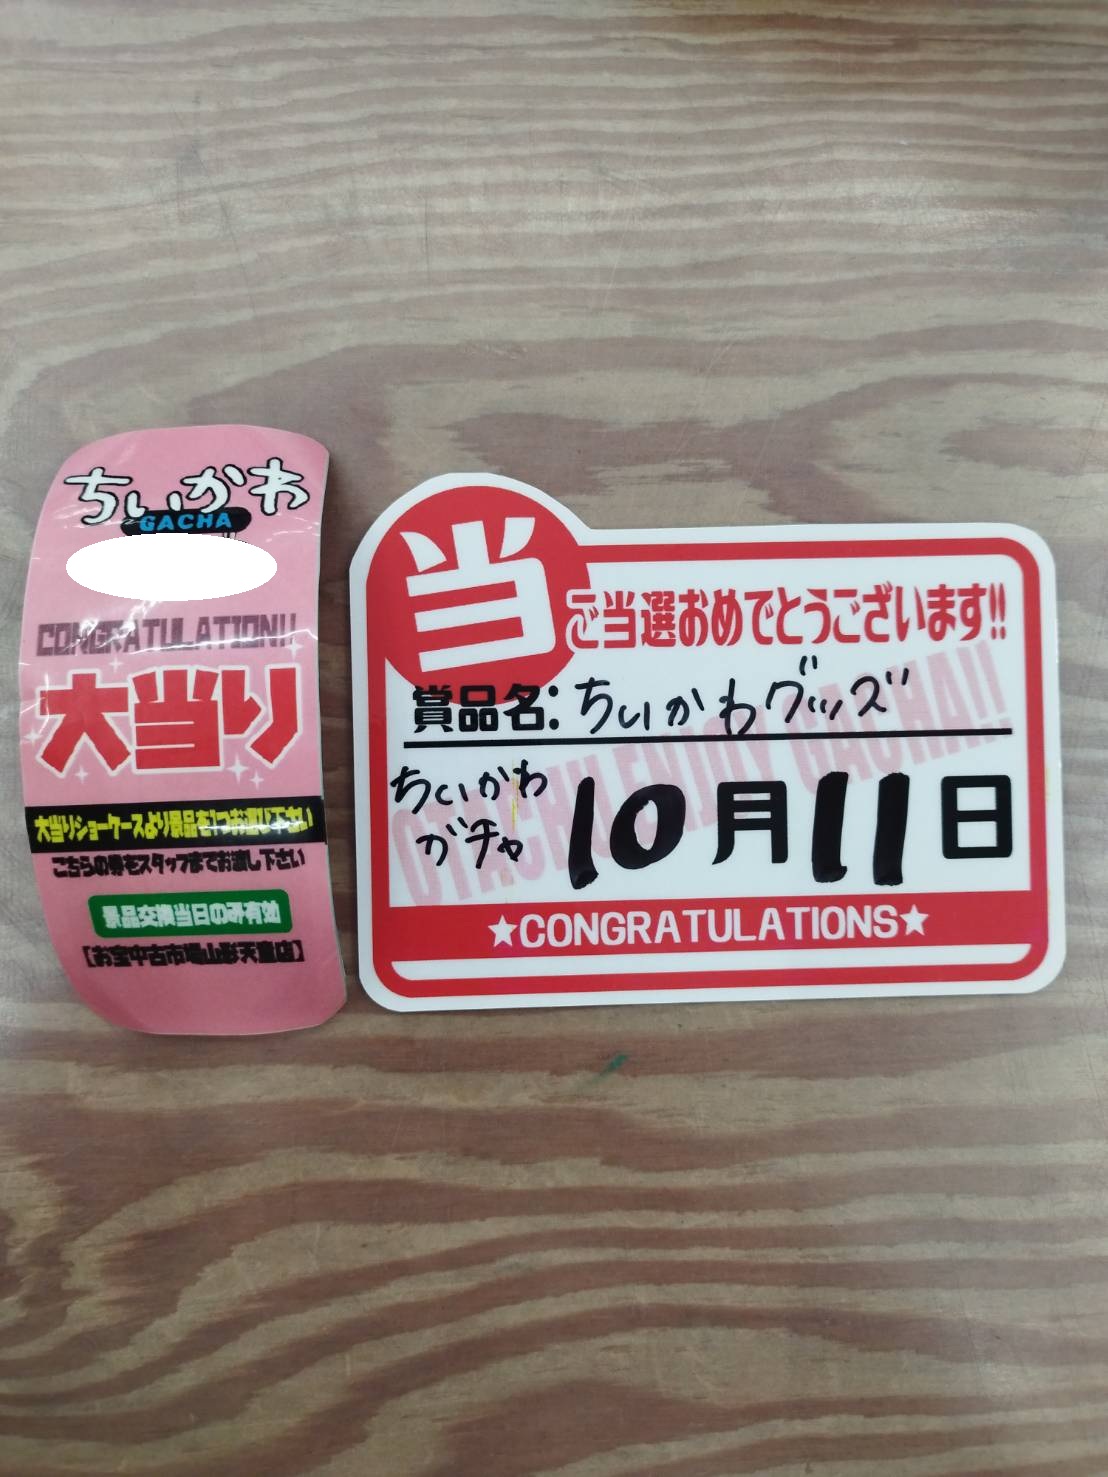 ちいかわ
GACHA
CONGRATULATION!!
大当り
大当りショーケースより景品を1つお選び下さい
こちらの券をスタッフまでお渡し下さい
景品交換当日のみ有効
【お宝中古市場山形天童店】
当
ご当選おめでとうございます!!
賞品名:ちいかわグッズ
ちいかわ
ガチャ
10月11日
OTACHU ENJOY GACHA!!
★CONGRATULATIONS★